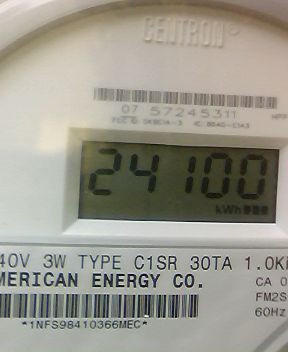 CENTRON®
07 57245311
24100
kWh
40V 3W TYPE C1SR 30TA 1.0K
MERICAN ENERGY CO.
CA 0
FM2S
60Hz
*1NFS98410366MEC*